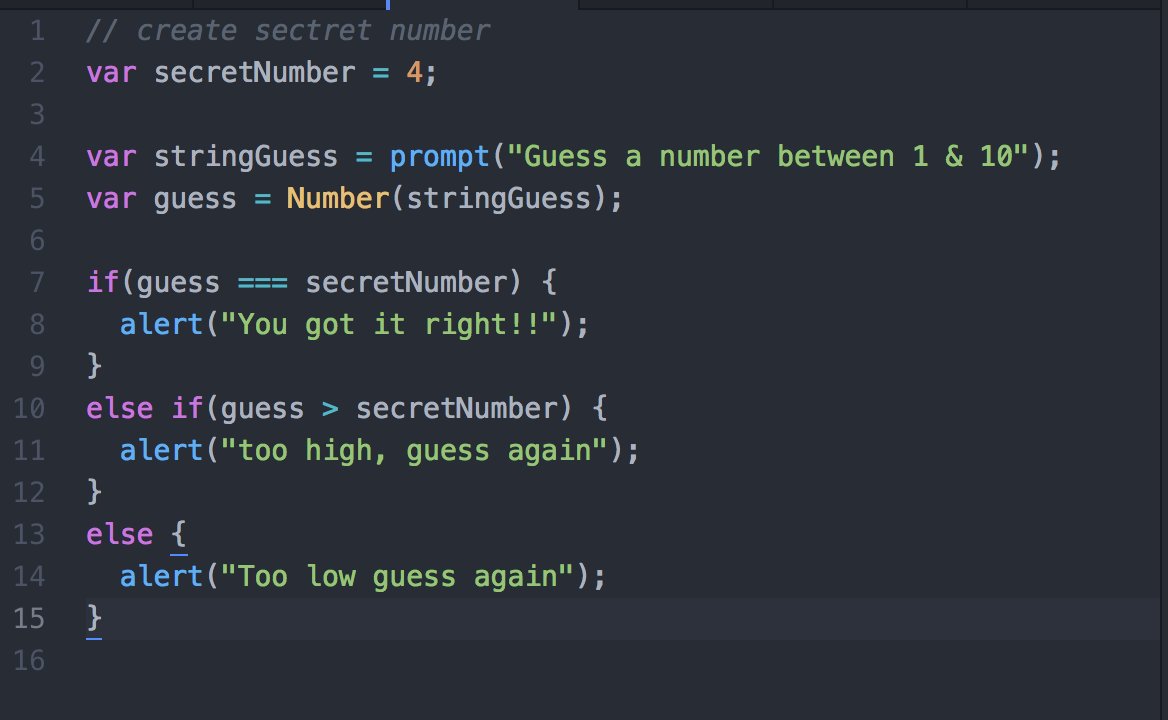 1 // create sectret number
2 var secretNumber = 4;
3
4 var stringGuess = prompt("Guess a number between 1 & 10");
5 var guess = Number(stringGuess);
6
7 if(guess === secretNumber) {
8   alert("You got it right!!");
9 }
10 else if(guess > secretNumber) {
11   alert("too high, guess again");
12 }
13 else {
14   alert("Too low guess again");
15 }
16